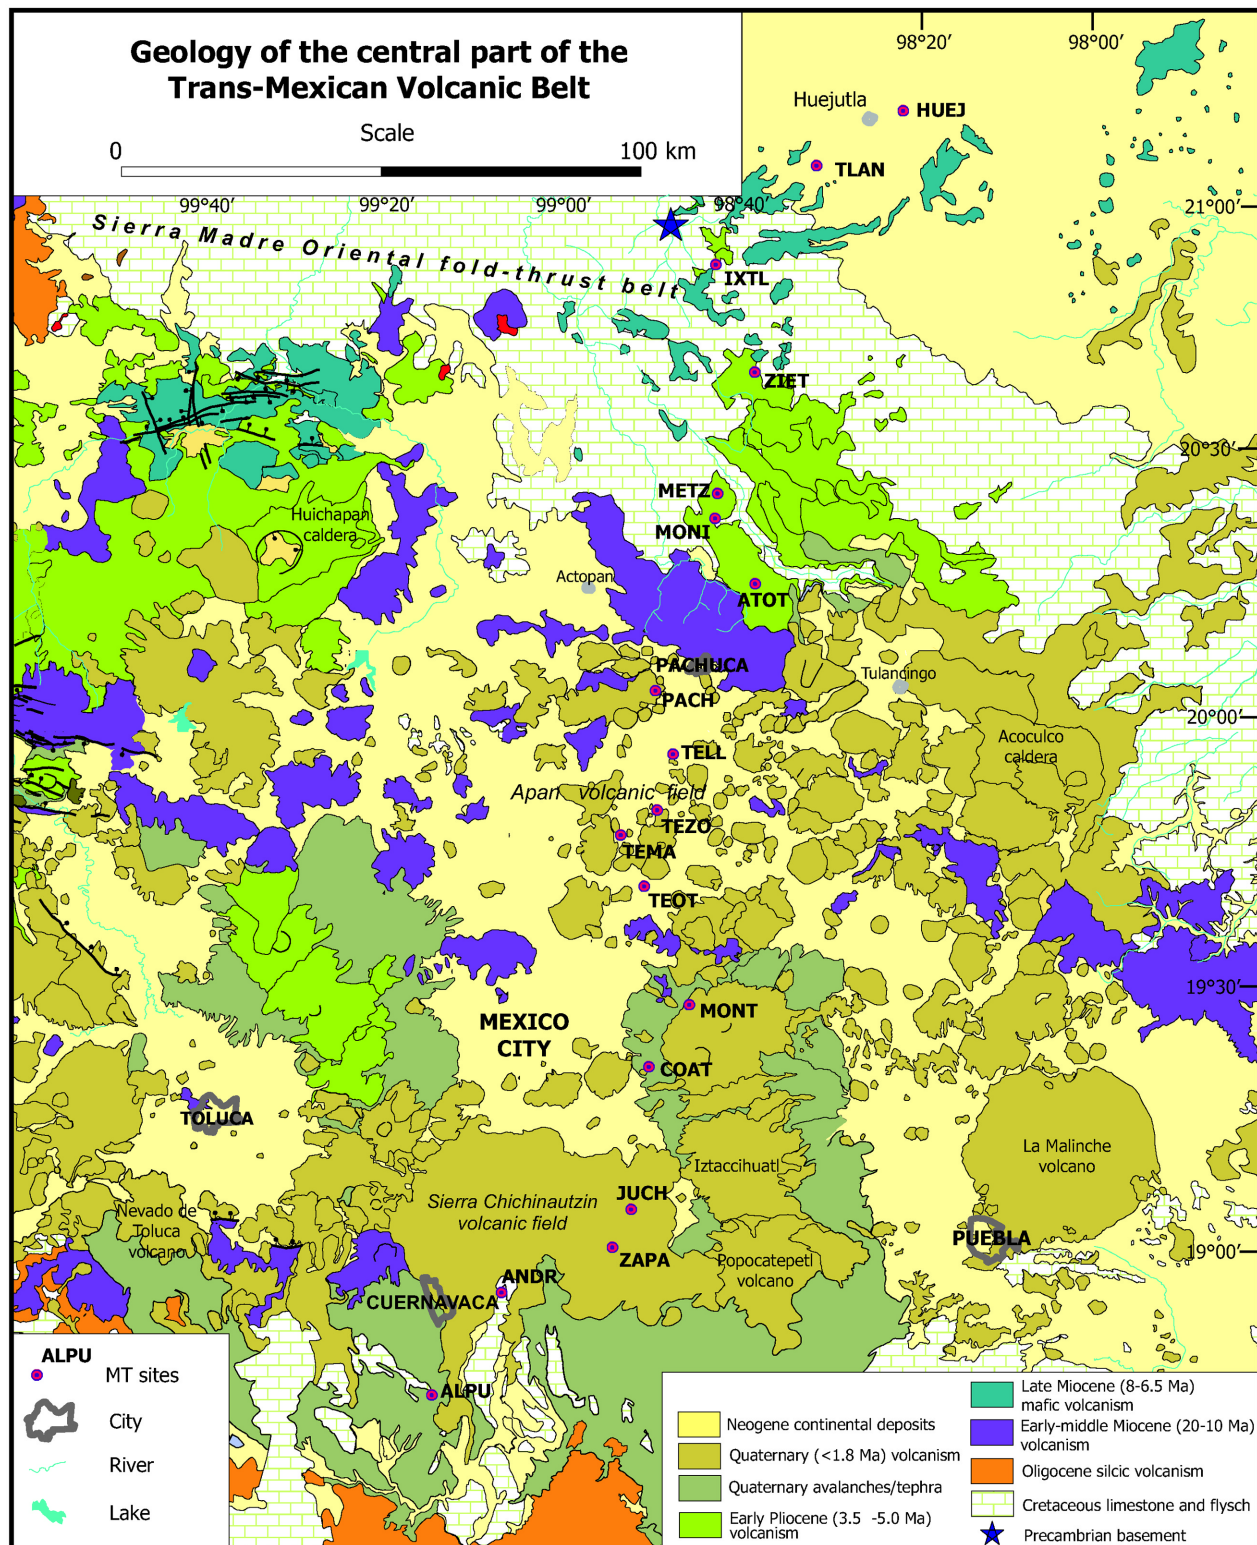 Geology of the central part of the
Trans-Mexican Volcanic Belt
Scale
0 100 km
98°20′ 98°00′
Huejutla
HUEJ
TLAN
99°40′ 99°20′ 99°00′ 98°40′
21°00′
Sierra Madre Oriental fold-thrust belt
IXTL
ZIET
20°30′
METZ
Huichapan
caldera
MONI
Actopan
ATOT
PACHUCA
Tulancingo
PACH
20°00′
Acoculco
caldera
TELL
Apan volcanic field
TEZO
TEMA
TEOT
19°30′
MONT
MEXICO
CITY
COAT
TOLUCA
La Malinche
volcano
Iztaccihuatl
JUCH
Sierra Chichinautzin
volcanic field
Nevado de
Toluca
volcano
PUEBLA
19°00′
ZAPA
Popocatepetl
volcano
ANDR
CUERNAVACA
ALPU
ALPU
MT sites
City
River
Lake
Neogene continental deposits
Quaternary (<1.8 Ma) volcanism
Quaternary avalanches/tephra
Early Pliocene (3.5 -5.0 Ma)
volcanism
Late Miocene (8-6.5 Ma)
mafic volcanism
Early-middle Miocene (20-10 Ma)
volcanism
Oligocene silcic volcanism
Cretaceous limestone and flysch
Precambrian basement